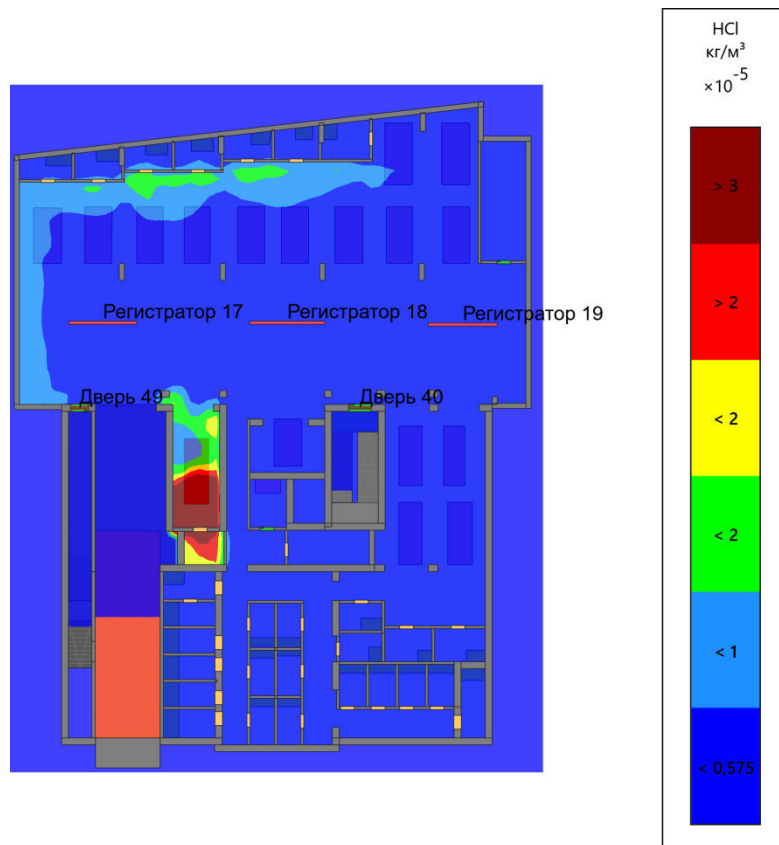 HCl
кг/м³
×10⁻⁵
> 3
> 2
< 2
< 2
< 1
< 0,575
Регистратор 17
Регистратор 18
Регистратор 19
Дверь 49
Дверь 40